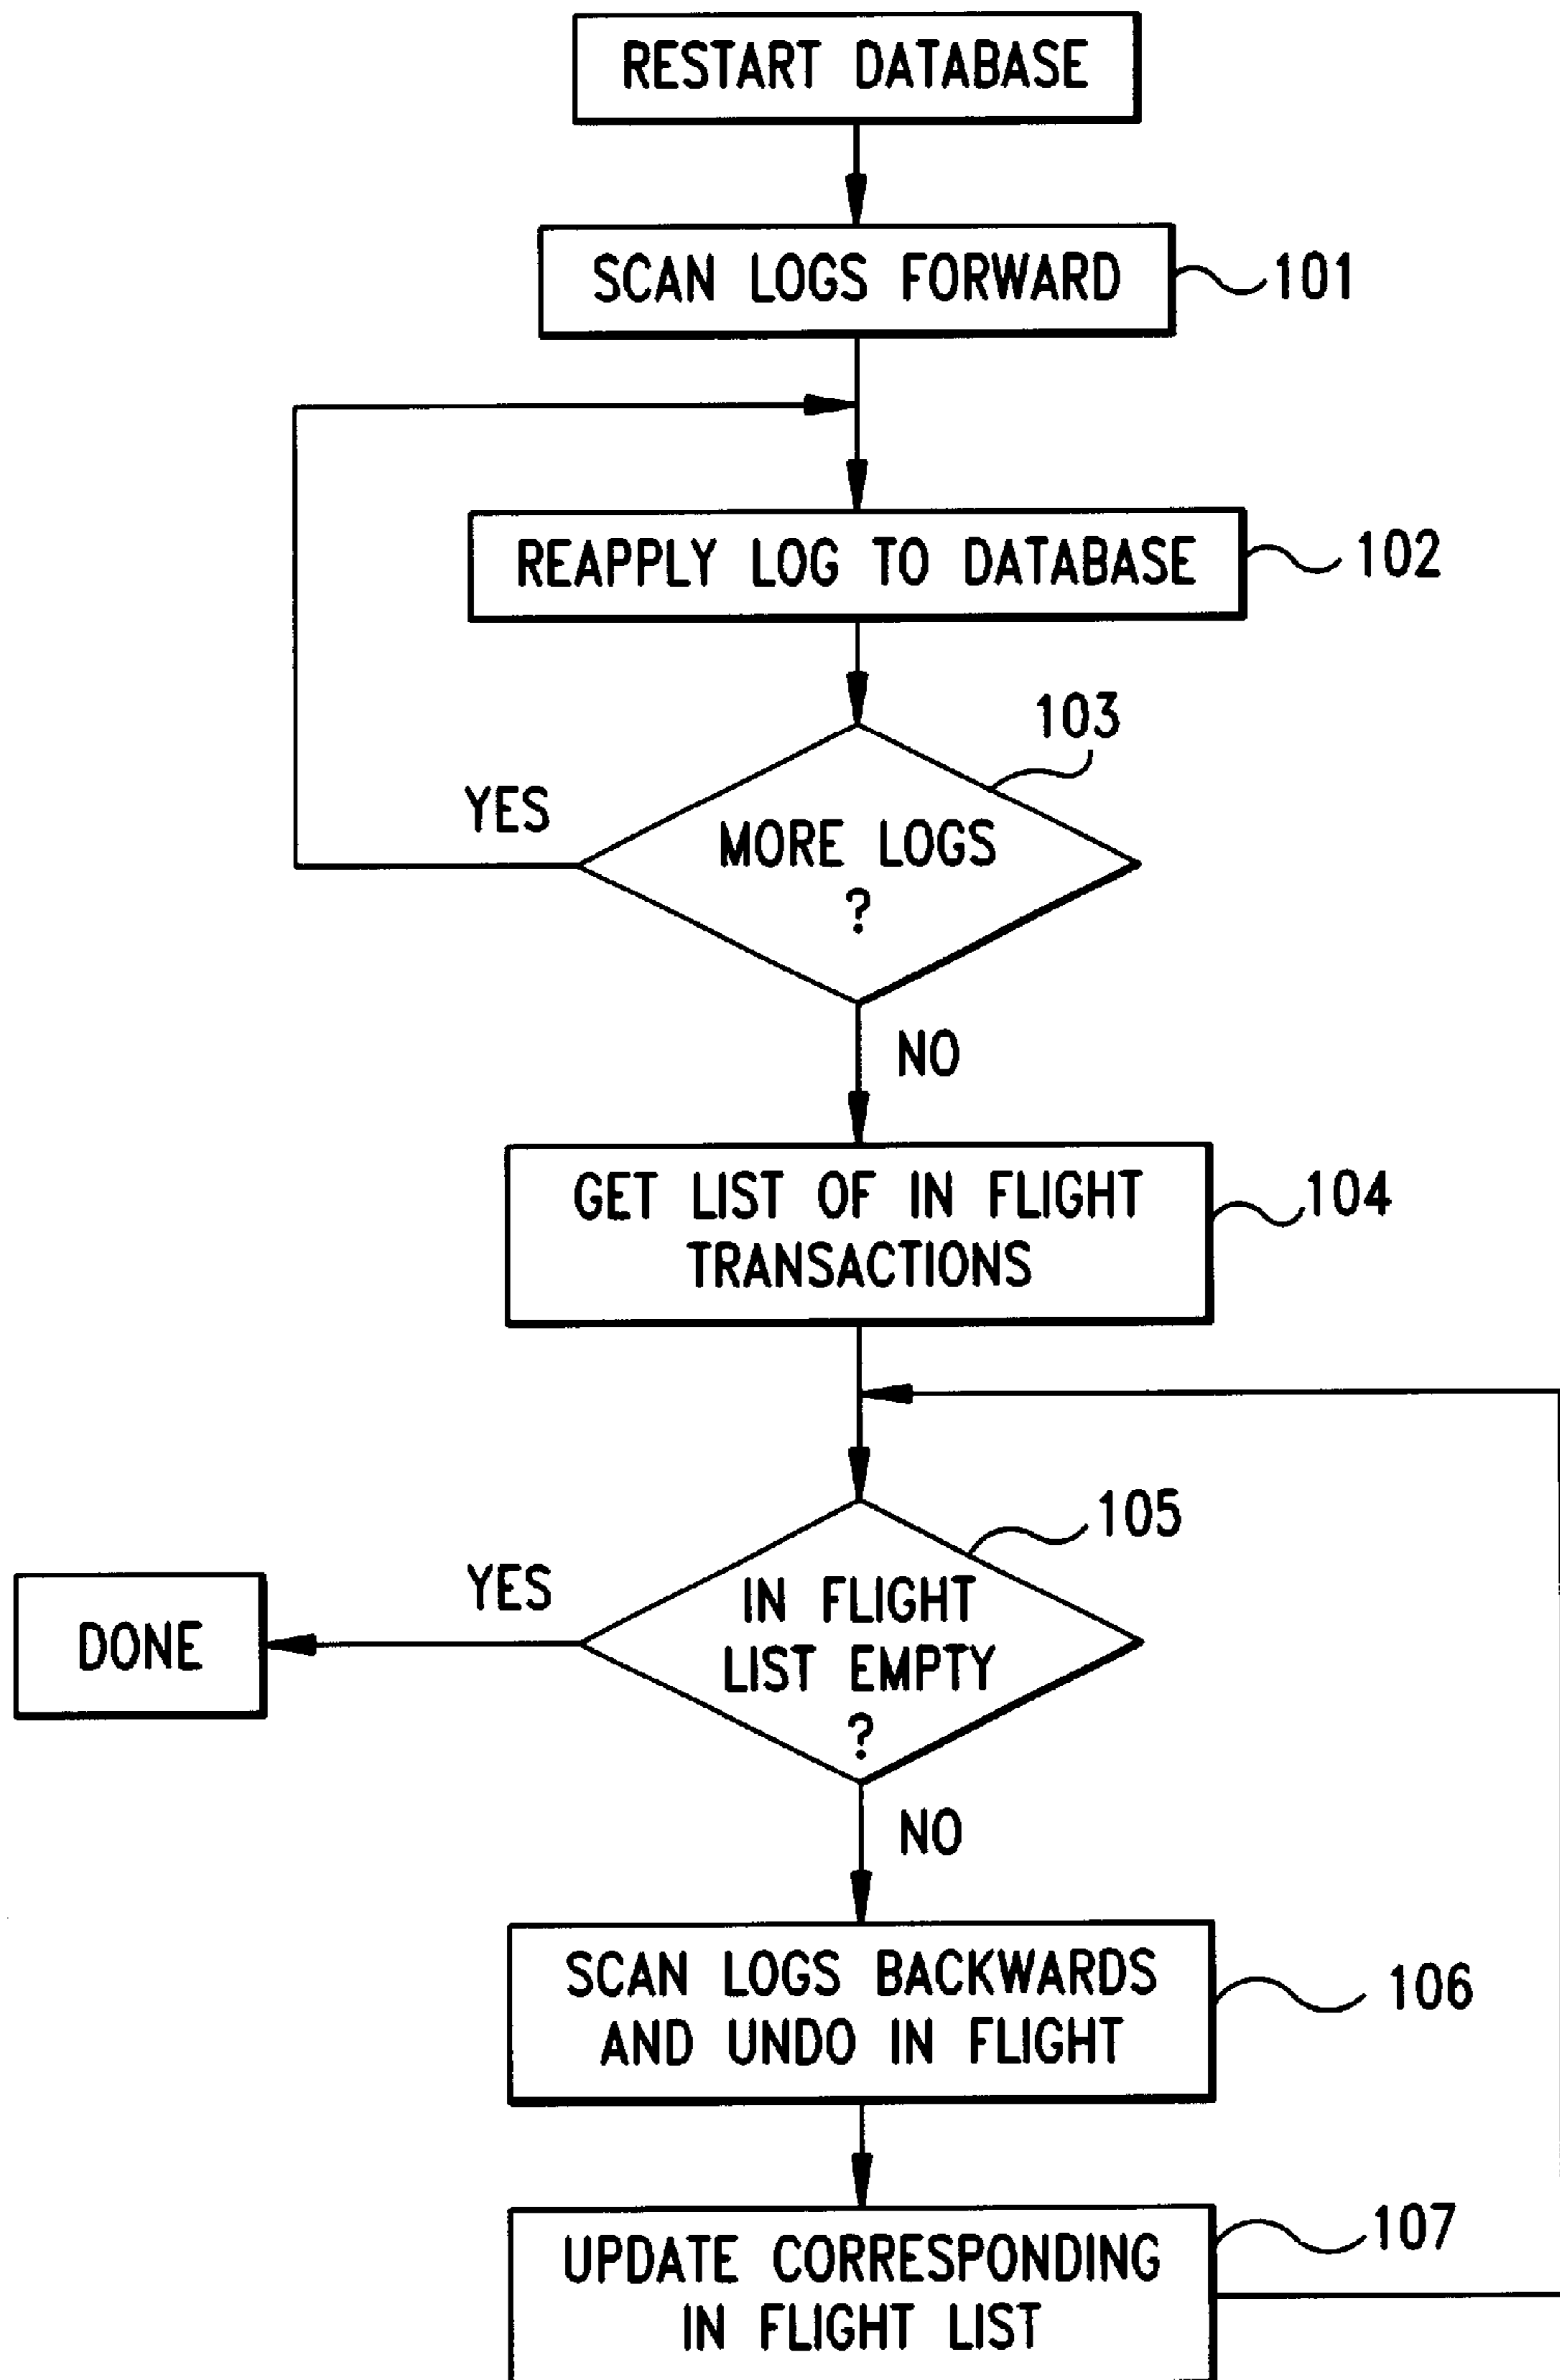 RESTART DATABASE
SCAN LOGS FORWARD
101
REAPPLY LOG TO DATABASE
102
103
YES
MORE LOGS
?
NO
GET LIST OF IN FLIGHT
TRANSACTIONS
104
105
YES
IN FLIGHT
LIST EMPTY
?
DONE
NO
SCAN LOGS BACKWARDS
AND UNDO IN FLIGHT
106
UPDATE CORRESPONDING
IN FLIGHT LIST
107